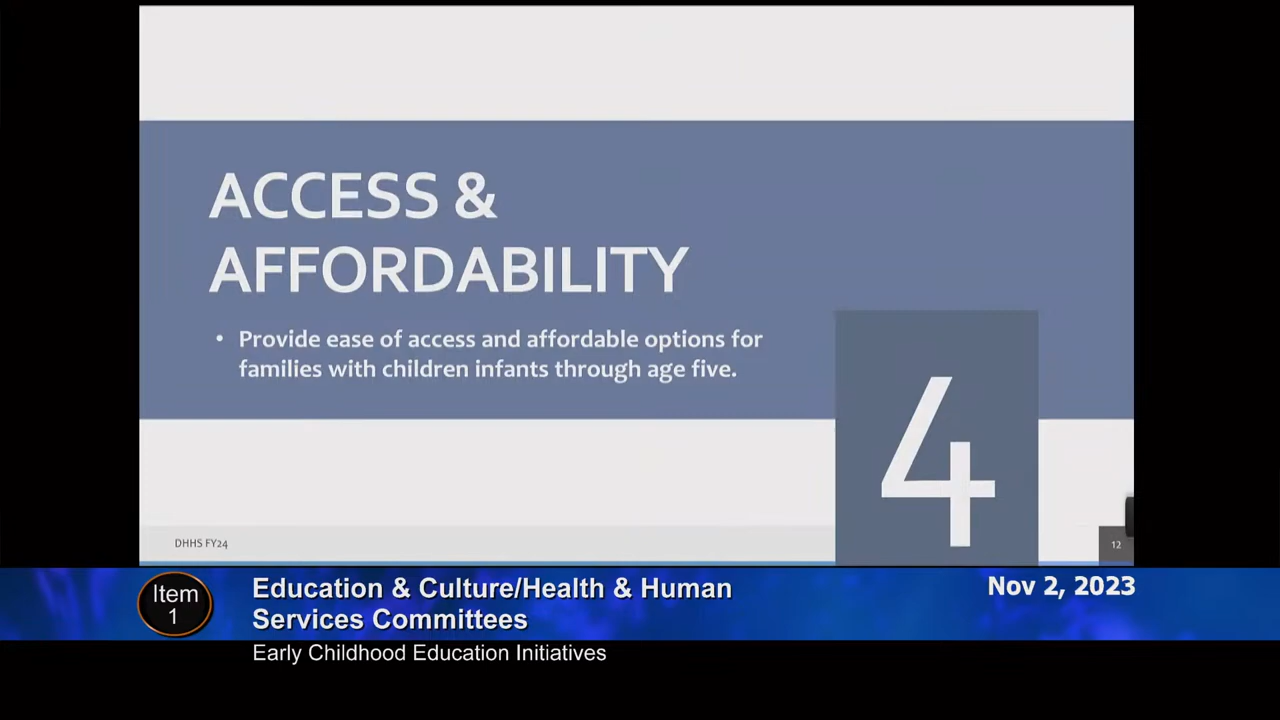 ACCESS &
AFFORDABILITY
• Provide ease of access and affordable options for
families with children infants through age five.
4
DHHS FY24
12
Item
1
Education & Culture/Health & Human
Services Committees
Nov 2, 2023
Early Childhood Education Initiatives